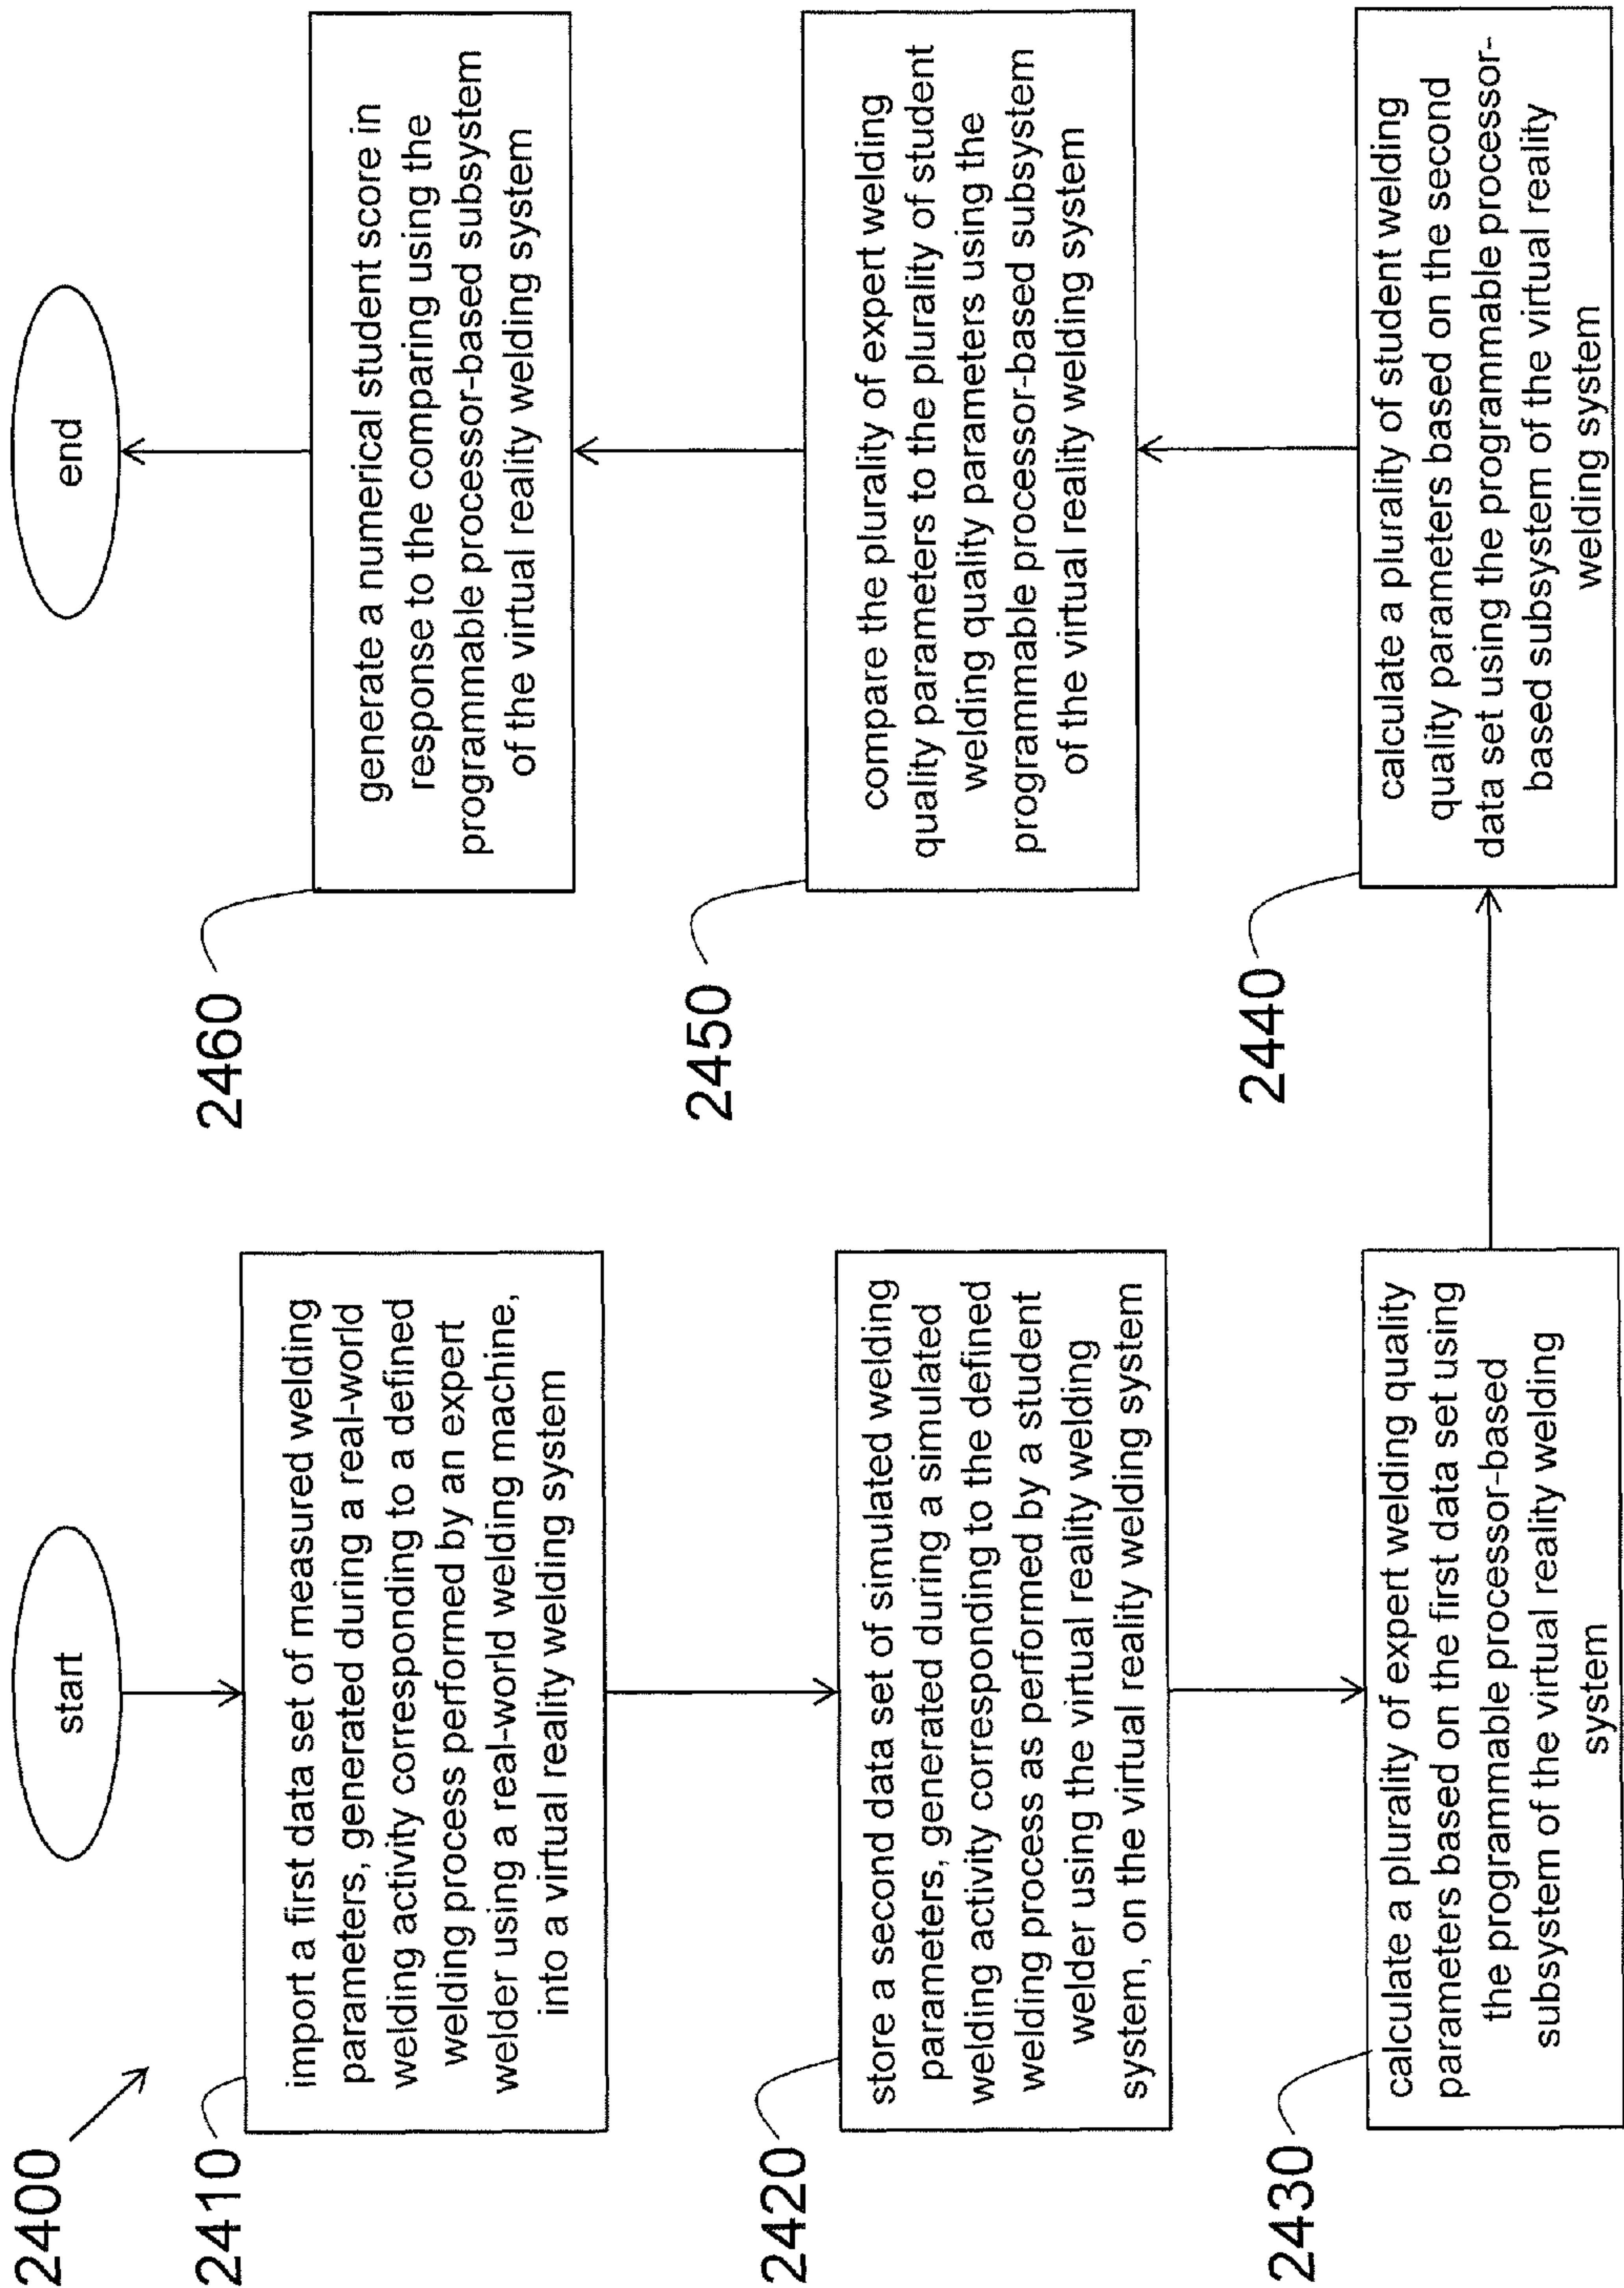 2400
start
2410
import a first data set of measured welding
parameters, generated during a real-world
welding activity corresponding to a defined
welding process performed by an expert
welder using a real-world welding machine,
into a virtual reality welding system
2420
store a second data set of simulated welding
parameters, generated during a simulated
welding activity corresponding to the defined
welding process as performed by a student
welder using the virtual reality welding
system, on the virtual reality welding system
2430
calculate a plurality of expert welding quality
parameters based on the first data set using
the programmable processor-based
subsystem of the virtual reality welding
system
2440
calculate a plurality of student welding
quality parameters based on the second
data set using the programmable processor-
based subsystem of the virtual reality
welding system
2450
compare the plurality of expert welding
quality parameters to the plurality of student
welding quality parameters using the
programmable processor-based subsystem
of the virtual reality welding system
2460
generate a numerical student score in
response to the comparing using the
programmable processor-based subsystem
of the virtual reality welding system
end